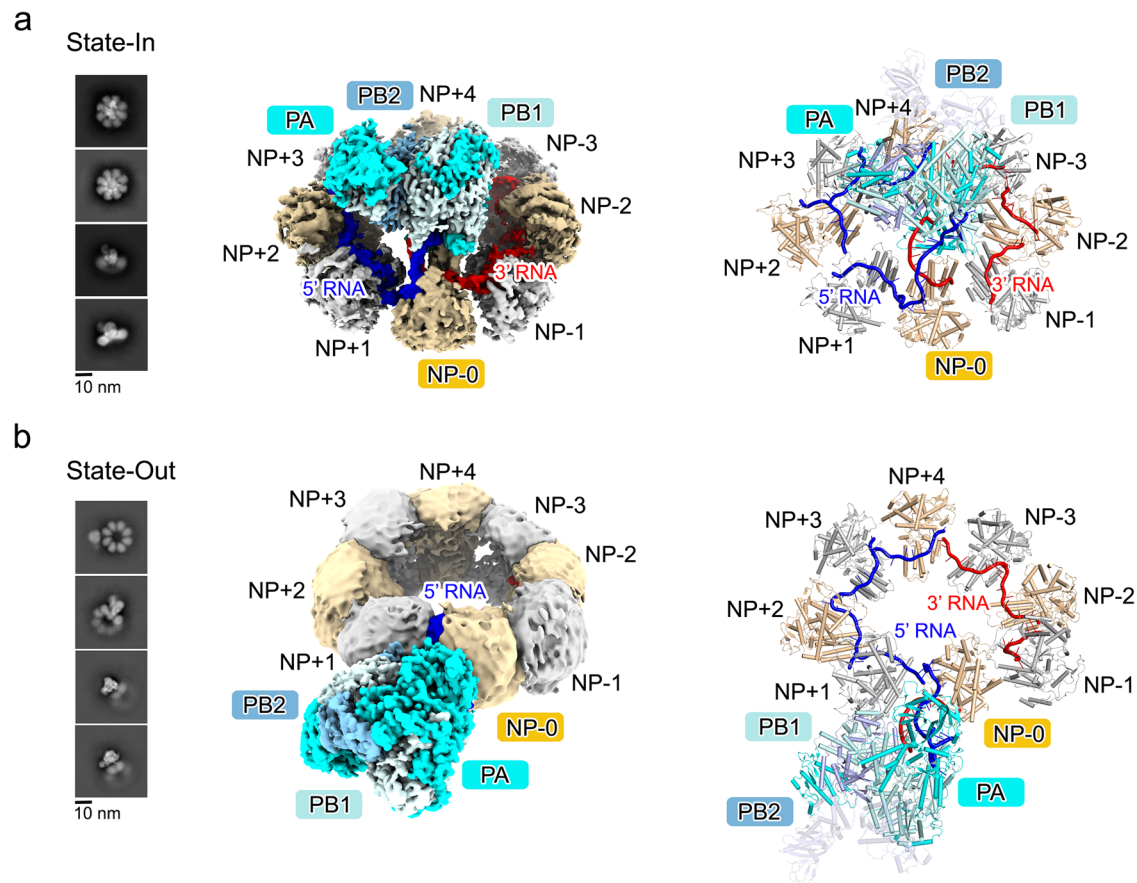 a
State-In
10 nm
PA
PB2
NP+4
PB1
NP+3
NP-3
NP-2
NP+2
5’ RNA
3’ RNA
NP+1
NP-1
NP-0
PB2
NP+4
PB1
PA
NP+3
NP-3
NP-2
NP+2
5’ RNA
3’ RNA
NP+1
NP-1
NP-0
b
State-Out
10 nm
NP+4
NP+3
NP-3
NP-2
NP+2
5’ RNA
NP+1
NP-1
PB2
NP-0
PA
PB1
NP+4
NP+3
NP-3
NP+2
NP-2
3’ RNA
5’ RNA
NP+1
NP-1
PB1
NP-0
PB2
PA